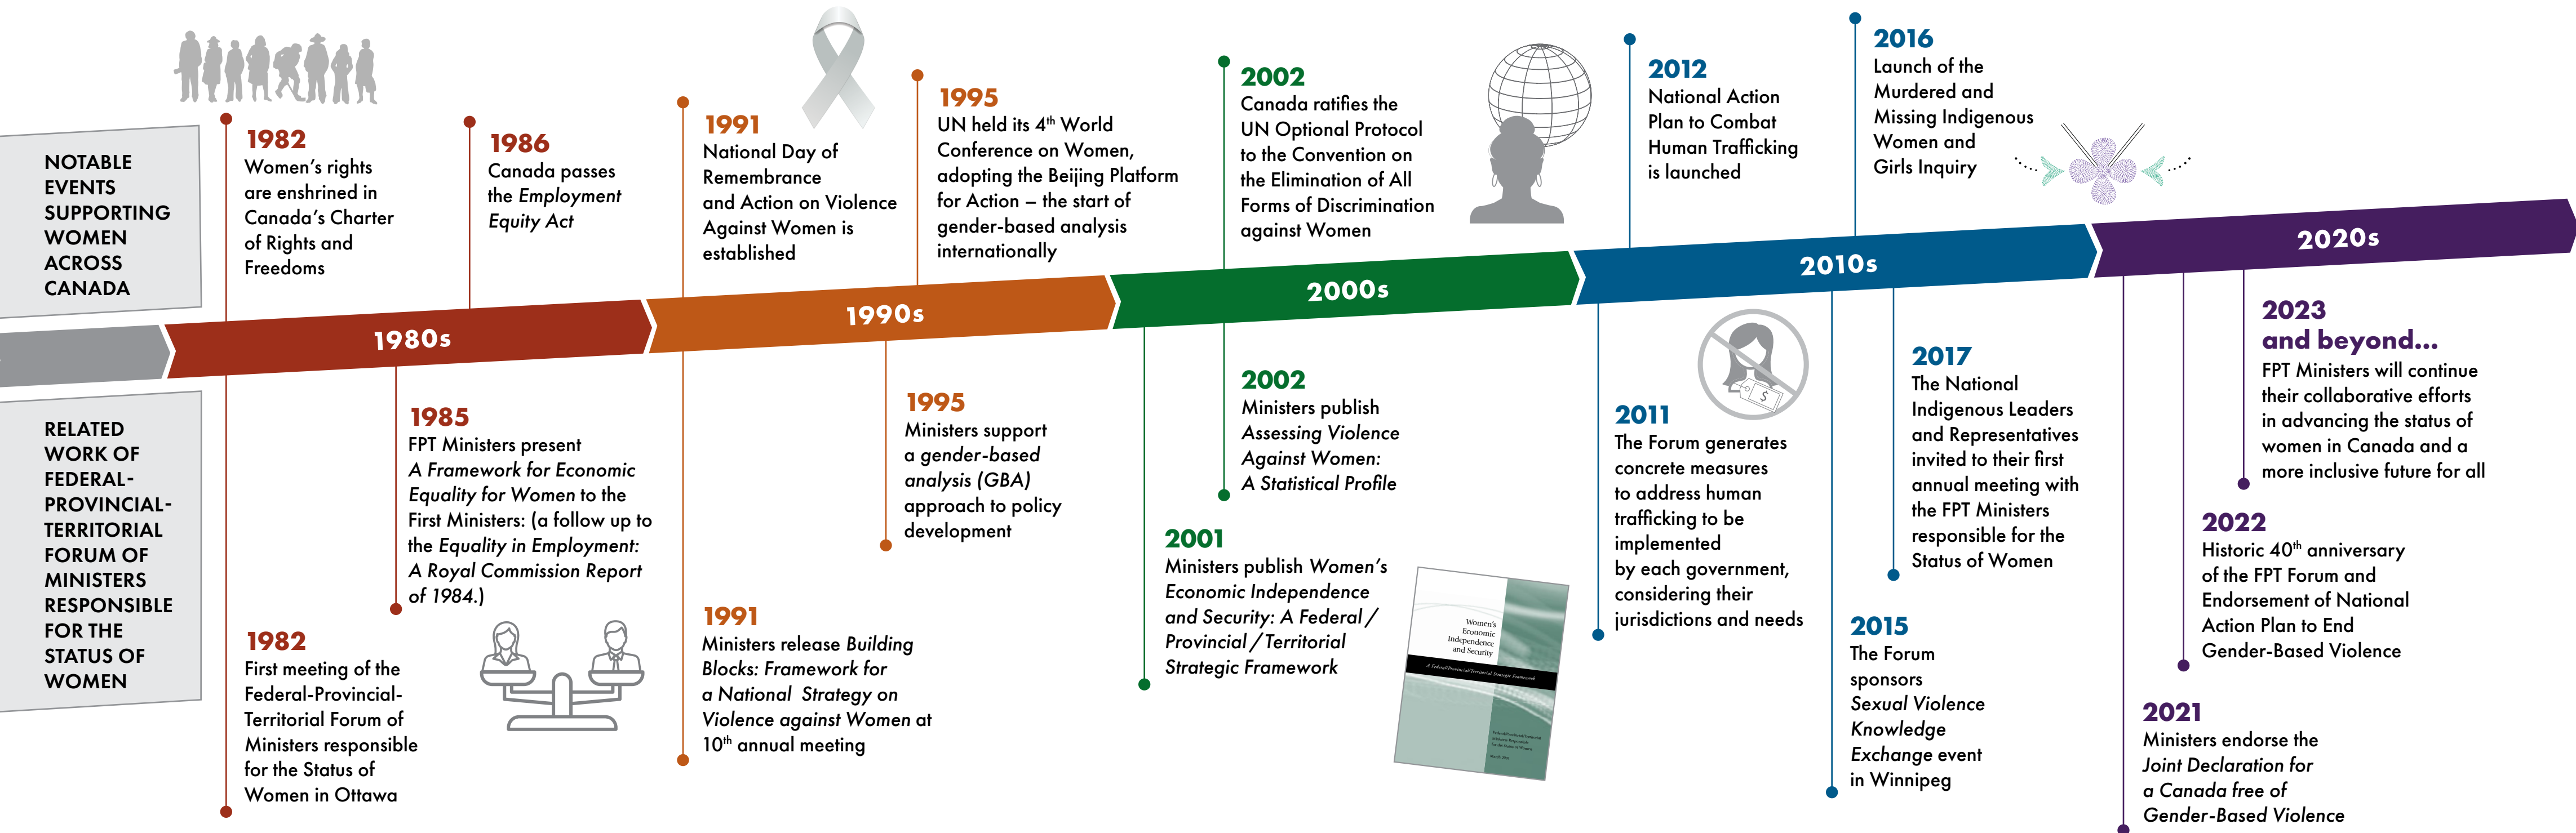 NOTABLE
EVENTS
SUPPORTING
WOMEN
ACROSS
CANADA
1982
Women’s rights
are enshrined in
Canada’s Charter
of Rights and
Freedoms
1986
Canada passes
the Employment
Equity Act
1991
National Day of
Remembrance
and Action on Violence
Against Women is
established
1995
UN held its 4th World
Conference on Women,
adopting the Beijing Platform
for Action – the start of
gender-based analysis
internationally
2002
Canada ratifies the
UN Optional Protocol
to the Convention on
the Elimination of All
Forms of Discrimination
against Women
2012
National Action
Plan to Combat
Human Trafficking
is launched
2016
Launch of the
Murdered and
Missing Indigenous
Women and
Girls Inquiry
1980s
1990s
2000s
2010s
2020s
RELATED
WORK OF
FEDERAL-
PROVINCIAL-
TERRITORIAL
FORUM OF
MINISTERS
RESPONSIBLE
FOR THE
STATUS OF
WOMEN
1982
First meeting of the
Federal-Provincial-
Territorial Forum of
Ministers responsible
for the Status of
Women in Ottawa
1985
FPT Ministers present
A Framework for Economic
Equality for Women to the
First Ministers: (a follow up to
the Equality in Employment:
A Royal Commission Report
of 1984.)
1991
Ministers release Building
Blocks: Framework for
a National Strategy on
Violence against Women at
10th annual meeting
1995
Ministers support
a gender-based
analysis (GBA)
approach to policy
development
2001
Ministers publish Women’s
Economic Independence
and Security: A Federal /
Provincial / Territorial
Strategic Framework
2002
Ministers publish
Assessing Violence
Against Women:
A Statistical Profile
Women's
Economic
Independence
and Security
A Federal/Provincial/Territorial Strategic Framework
2011
The Forum generates
concrete measures
to address human
trafficking to be
implemented
by each government,
considering their
jurisdictions and needs
$
2015
The Forum
sponsors
Sexual Violence
Knowledge
Exchange event
in Winnipeg
2017
The National
Indigenous Leaders
and Representatives
invited to their first
annual meeting with
the FPT Ministers
responsible for the
Status of Women
2021
Ministers endorse the
Joint Declaration for
a Canada free of
Gender-Based Violence
2022
Historic 40th anniversary
of the FPT Forum and
Endorsement of National
Action Plan to End
Gender-Based Violence
2023
and beyond...
FPT Ministers will continue
their collaborative efforts
in advancing the status of
women in Canada and a
more inclusive future for all